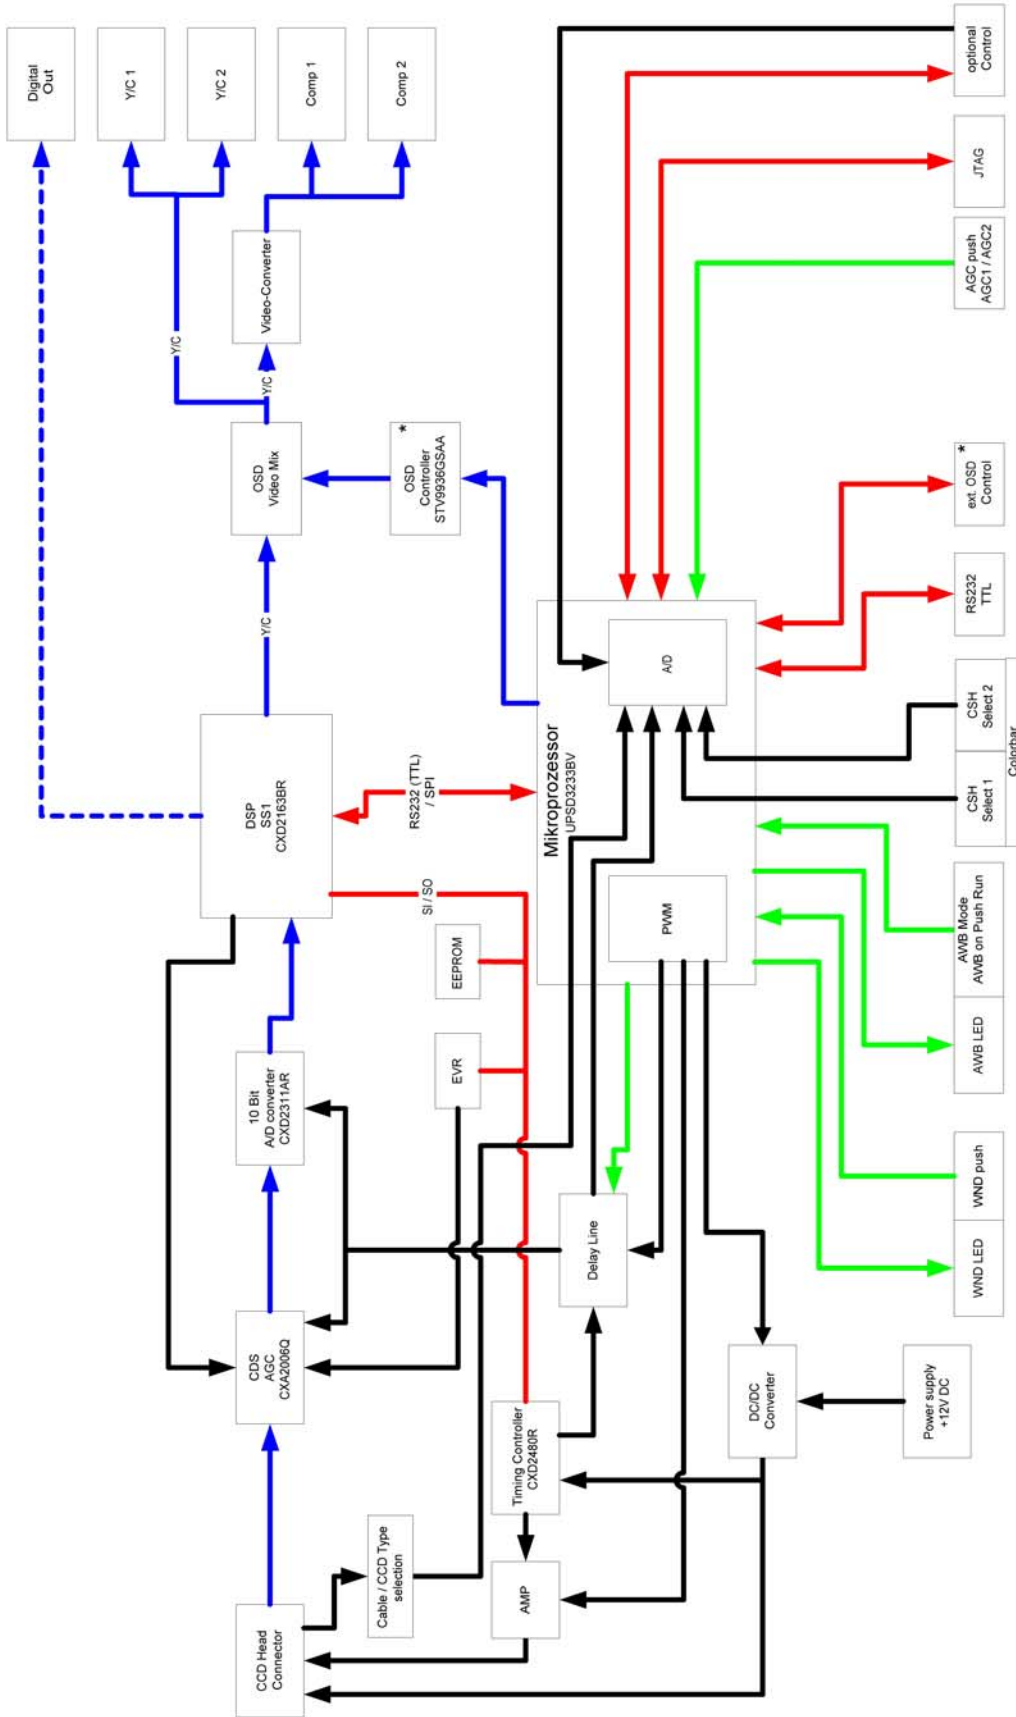 Digital
Out
Y/C 1
Y/C 2
Comp 1
Comp 2
Video-Converter
Y/C
Y/C
OSD
Video Mix
*
OSD
Controller
STV9936GSAA
Y/C
DSP
SS1
CXD2163BR
RS232 (TTL)
/ SPI
SI / SO
EEPROM
EVR
10 Bit
A/D converter
CXD2311AR
CDS
AGC
CXA2006Q
CCD Head
Connector
Cable / CCD Type
selection
AMP
Timing Controller
CXD2480R
Delay Line
Mikroprozessor
UPSD3233BV
A/D
PWM
DC/DC
Converter
Power supply
+12V DC
optional
Control
JTAG
AGC push
AGC1 / AGC2
*
ext. OSD
Control
RS232
TTL
CSH
Select 2
CSH
Select 1
Colorbar
AWB Mode
AWB on Push Run
AWB LED
WND push
WND LED